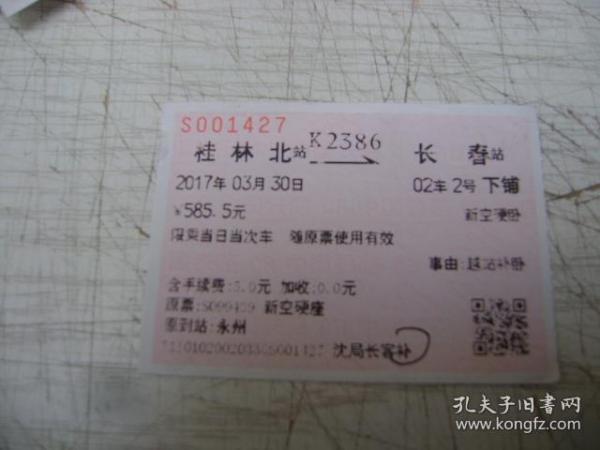 S001427
桂林北站 K2386 长春站
2017年03月30日 02车2号下铺
¥585.5元 新空硬卧
限乘当日当次车 随原票使用有效
事由:越站补卧
含手续费:5.0元 加收:0.0元
原票: 新空硬座
原到站:永州
沈局长客补
孔夫子旧书网
www.kongfz.com